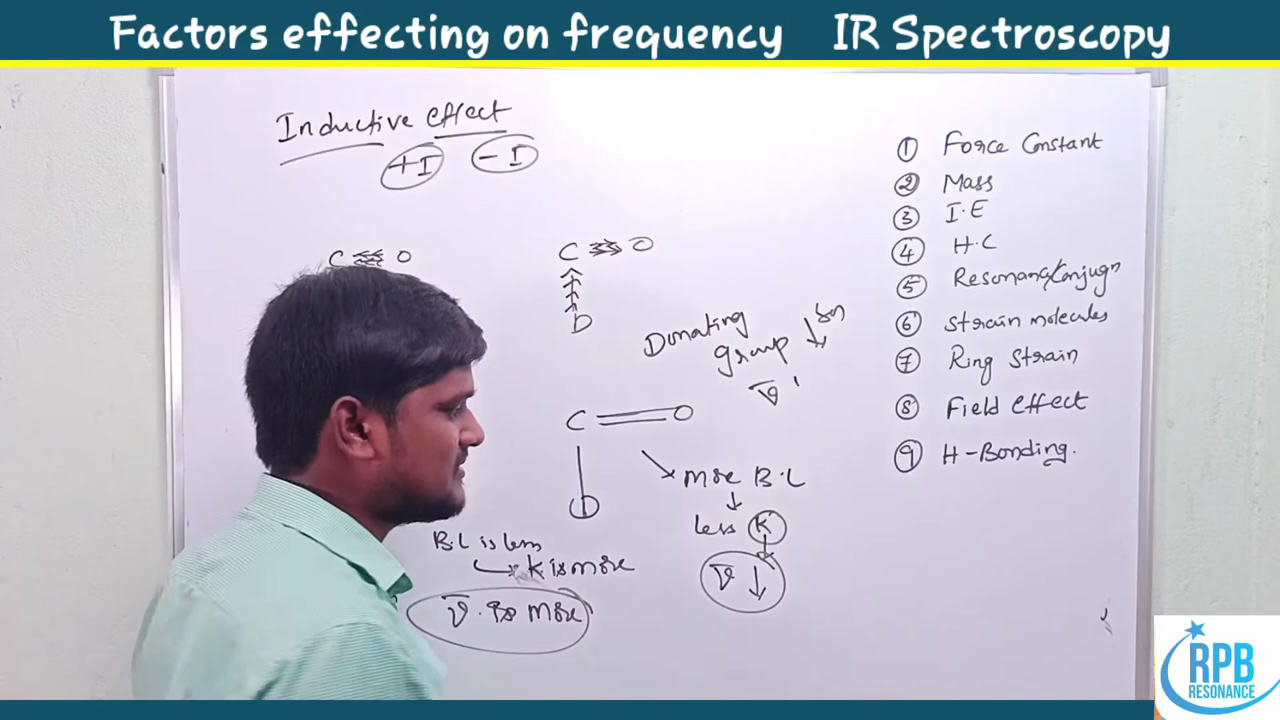 Factors effecting on frequency IR Spectroscopy
Inductive effect
+I -I
C O
C O
D
Donating
group ↓
ν̄
C O
More B.L
↓
less K
ν̄ ↓
B.L is less
K is more
ν̄ is more
① Force Constant
② Mass
③ I.E
④ H.C
⑤ Resonanc/Conjugn
⑥ Strain molecules
⑦ Ring Strain
⑧ Field effect
⑨ H-Bonding.
RPB
RESONANCE